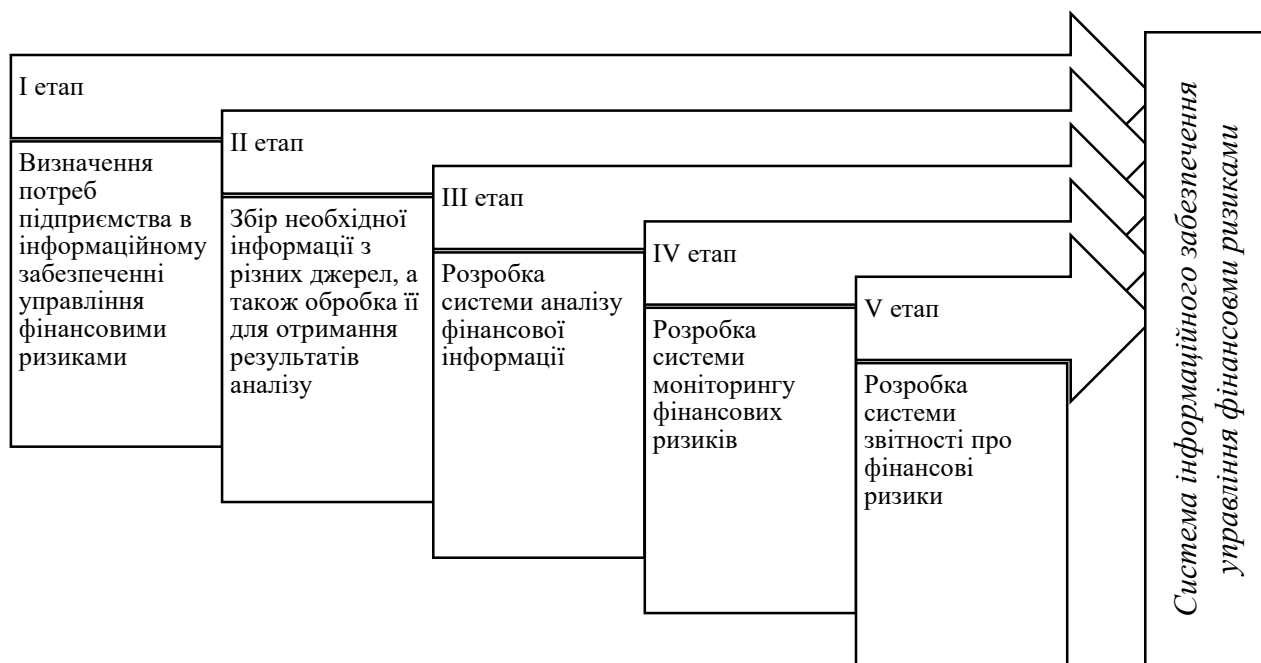 I етап
Визначення
потреб
підприємства в
інформаційному
забезпеченні
управління
фінансовими
ризиками
II етап
Збір необхідної
інформації з
різних джерел, а
також обробка її
для отримання
результатів
аналізу
III етап
Розробка
системи аналізу
фінансової
інформації
IV етап
Розробка
системи
моніторингу
фінансових
ризиків
V етап
Розробка
системи
звітності про
фінансові
ризики
Система інформаційного забезпечення
управління фінансовми ризиками